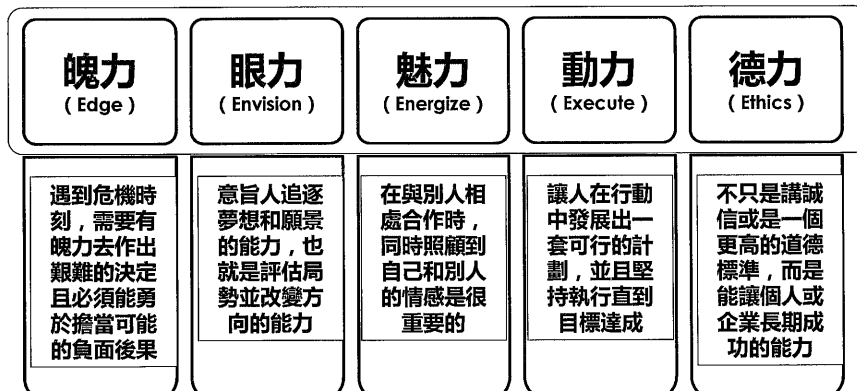 魄力
( Edge )
眼力
( Envision )
魅力
( Energize )
動力
( Execute )
德力
( Ethics )
遇到危機時
刻，需要有
魄力去作出
艱難的決定
且必須能勇
於擔當可能
的負面後果
意旨人追逐
夢想和願景
的能力，也
就是評估局
勢並改變方
向的能力
在與別人相
處合作時，
同時照顧到
自己和別人
的情感是很
重要的
讓人在行動
中發展出一
套可行的計
劃，並且堅
持執行直到
目標達成
不只是講誠
信或是一個
更高的道德
標準，而是
能讓個人或
企業長期成
功的能力